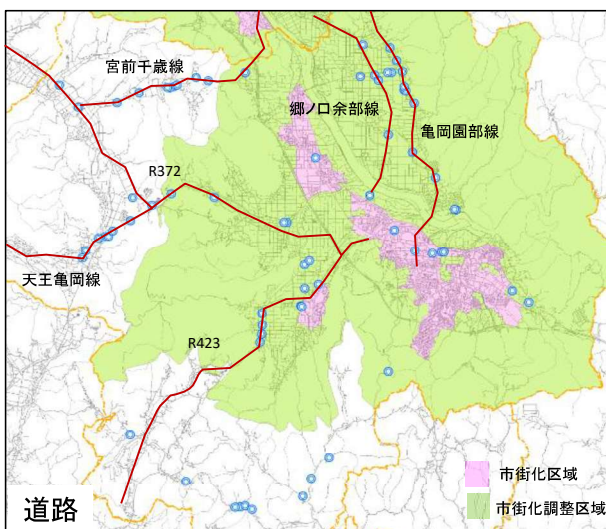 宮前千歳線
郷ノ口余部線
亀岡園部線
R372
天王亀岡線
R423
市街化区域
道路
市街化調整区域